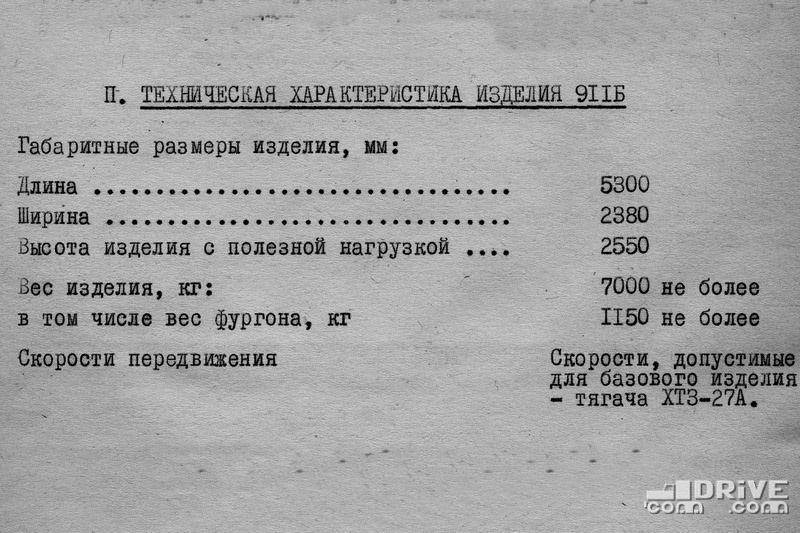 П. ТЕХНИЧЕСКАЯ ХАРАКТЕРИСТИКА ИЗДЕЛИЯ 9IIБ
Габаритные размеры изделия, мм:
Длина .................................. 5300
Ширина ................................. 2380
Высота изделия с полезной нагрузкой .... 2550
Вес изделия, кг: 7000 не более
в том числе вес фургона, кг II50 не более
Скорости передвижения Скорости, допустимые
для базового изделия
- тягача ХТЗ-27А.
DRIVE